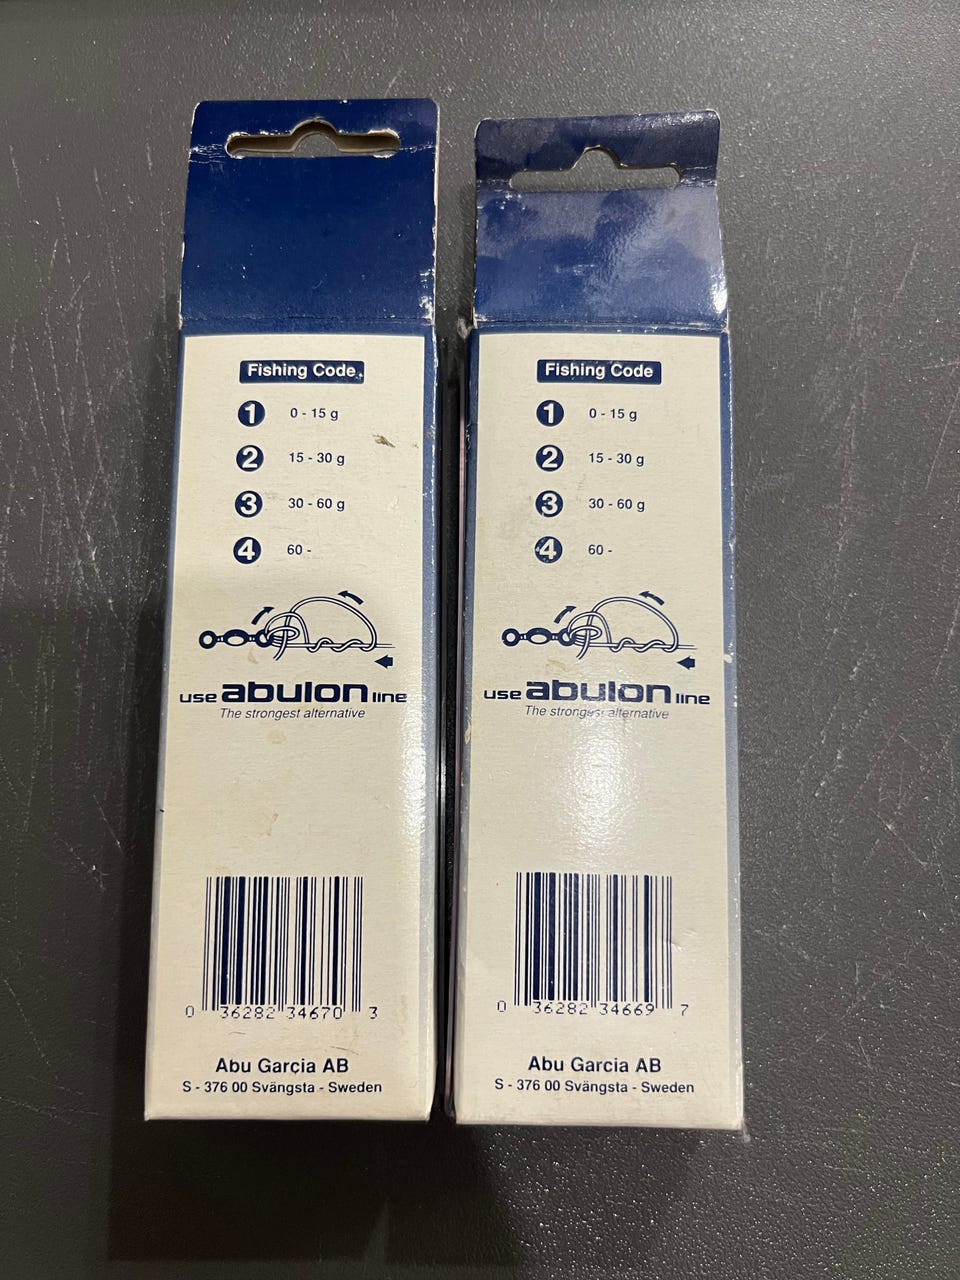 Fishing Code
1 0 - 15 g
2 15 - 30 g
3 30 - 60 g
4 60 -
use abulon line
The strongest alternative
0 36282 34670 3
Abu Garcia AB
S - 376 00 Svängsta - Sweden
Fishing Code
1 0 - 15 g
2 15 - 30 g
3 30 - 60 g
4 60 -
use abulon line
The strongest alternative
0 36282 34669 7
Abu Garcia AB
S - 376 00 Svängsta - Sweden